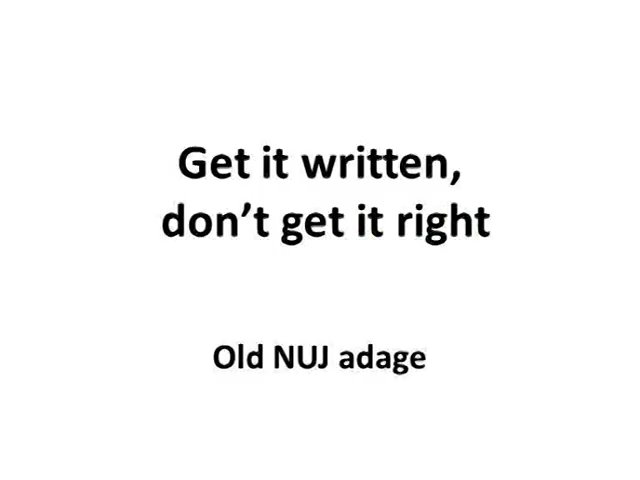 Get it written,
don’t get it right
Old NUJ adage